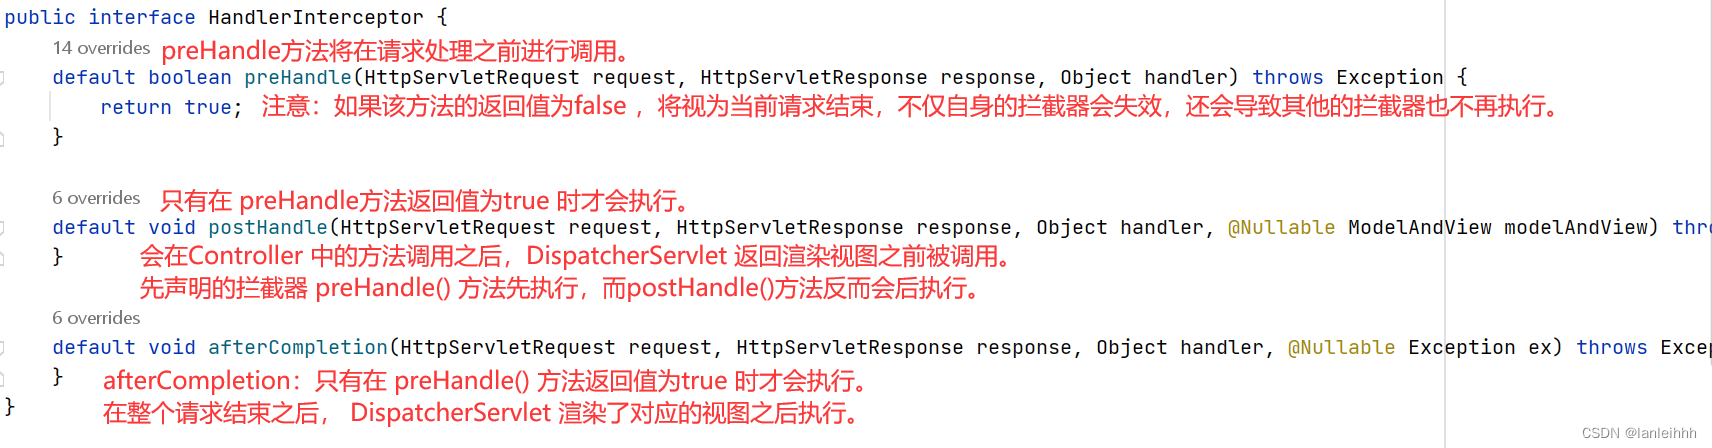 public interface HandlerInterceptor {
14 overrides preHandle方法将在请求处理之前进行调用。
default boolean preHandle(HttpServletRequest request, HttpServletResponse response, Object handler) throws Exception {
return true; 注意：如果该方法的返回值为false ，将视为当前请求结束，不仅自身的拦截器会失效，还会导致其他的拦截器也不再执行。
}
6 overrides 只有在 preHandle方法返回值为true 时才会执行。
default void postHandle(HttpServletRequest request, HttpServletResponse response, Object handler, @Nullable ModelAndView modelAndView) thro
} 会在Controller 中的方法调用之后，DispatcherServlet 返回渲染视图之前被调用。
先声明的拦截器 preHandle() 方法先执行，而postHandle()方法反而会后执行。
6 overrides
default void afterCompletion(HttpServletRequest request, HttpServletResponse response, Object handler, @Nullable Exception ex) throws Excep
} afterCompletion：只有在 preHandle() 方法返回值为true 时才会执行。
} 在整个请求结束之后， DispatcherServlet 渲染了对应的视图之后执行。
CSDN @lanleihhh